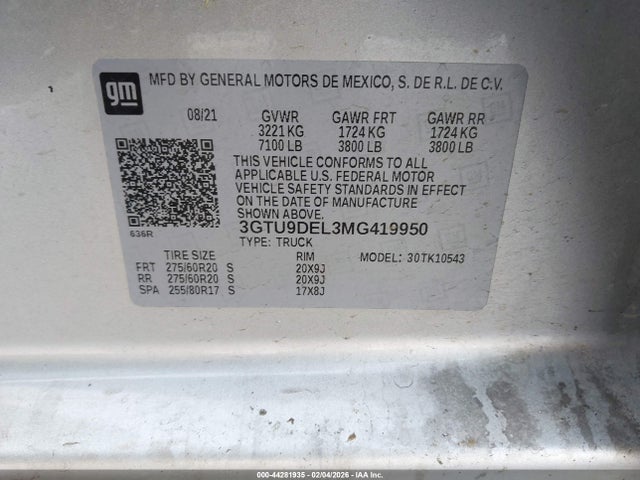 gm
MFD BY GENERAL MOTORS DE MEXICO, S. DE R.L. DE C.V.
08/21 GVWR GAWR FRT GAWR RR
3221 KG 1724 KG 1724 KG
7100 LB 3800 LB 3800 LB
THIS VEHICLE CONFORMS TO ALL
APPLICABLE U.S. FEDERAL MOTOR
VEHICLE SAFETY STANDARDS IN EFFECT
ON THE DATE OF MANUFACTURE
SHOWN ABOVE.
636R 3GTU9DEL3MG419950
TYPE: TRUCK
TIRE SIZE RIM MODEL: 30TK10543
FRT 275/60R20 S 20X9J
RR 275/60R20 S 20X9J
SPA 255/80R17 S 17X8J
000-44281935 - 02/04/2026 - IAA Inc.